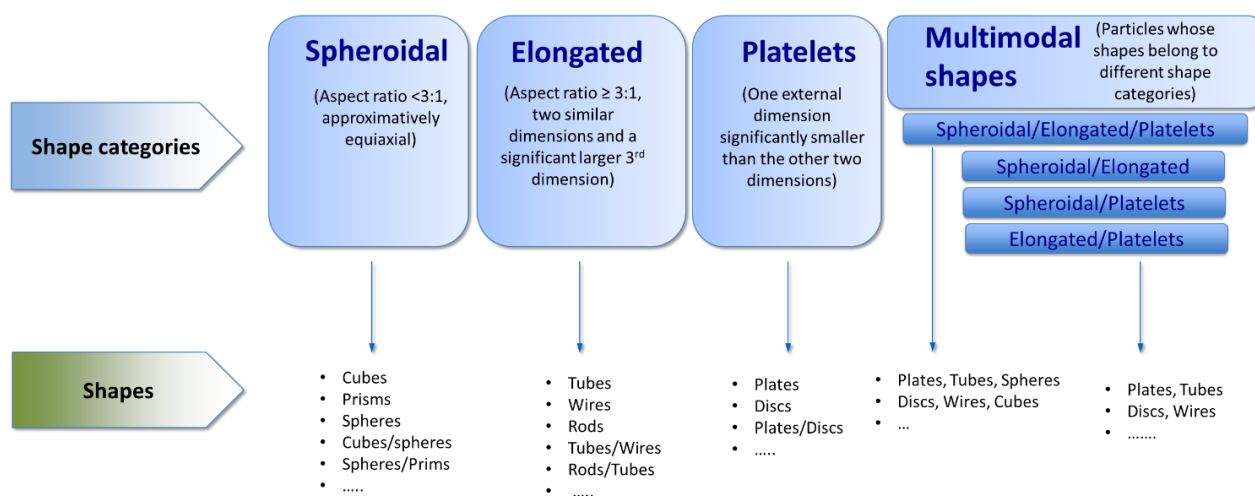 Shape categories
Spheroidal
(Aspect ratio <3:1,
approximatively
equiaxial)
Elongated
(Aspect ratio ≥ 3:1,
two similar
dimensions and a
significant larger 3rd
dimension)
Platelets
(One external
dimension
significantly smaller
than the other two
dimensions)
Multimodal
shapes
(Particles whose
shapes belong to
different shape
categories)
Spheroidal/Elongated/Platelets
Spheroidal/Elongated
Spheroidal/Platelets
Elongated/Platelets
Shapes
• Cubes
• Prisms
• Spheres
• Cubes/spheres
• Spheres/Prims
• …..
• Tubes
• Wires
• Rods
• Tubes/Wires
• Rods/Tubes
• …..
• Plates
• Discs
• Plates/Discs
• …..
• Plates, Tubes, Spheres
• Discs, Wires, Cubes
• …
• Plates, Tubes
• Discs, Wires
• …….